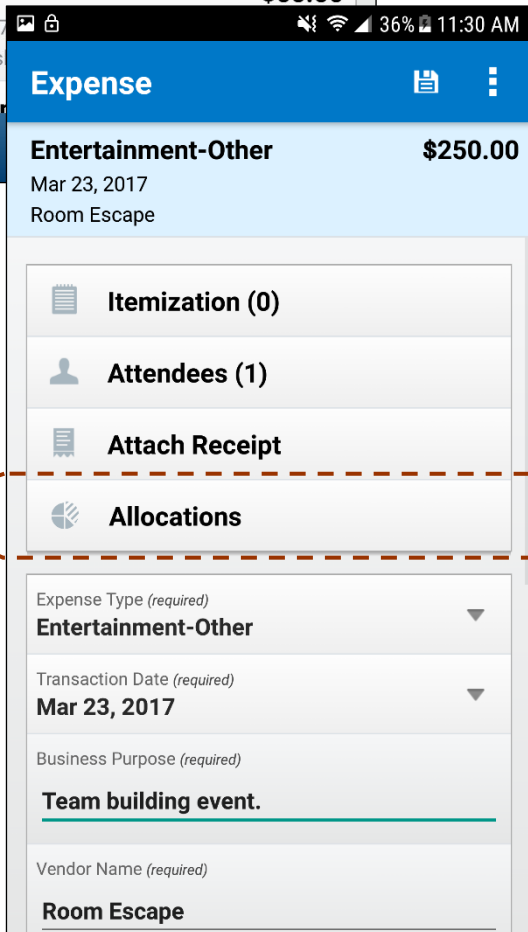 36% 11:30 AM
Expense
Entertainment-Other $250.00
Mar 23, 2017
Room Escape
Itemization (0)
Attendees (1)
Attach Receipt
Allocations
Expense Type (required)
Entertainment-Other
Transaction Date (required)
Mar 23, 2017
Business Purpose (required)
Team building event.
Vendor Name (required)
Room Escape